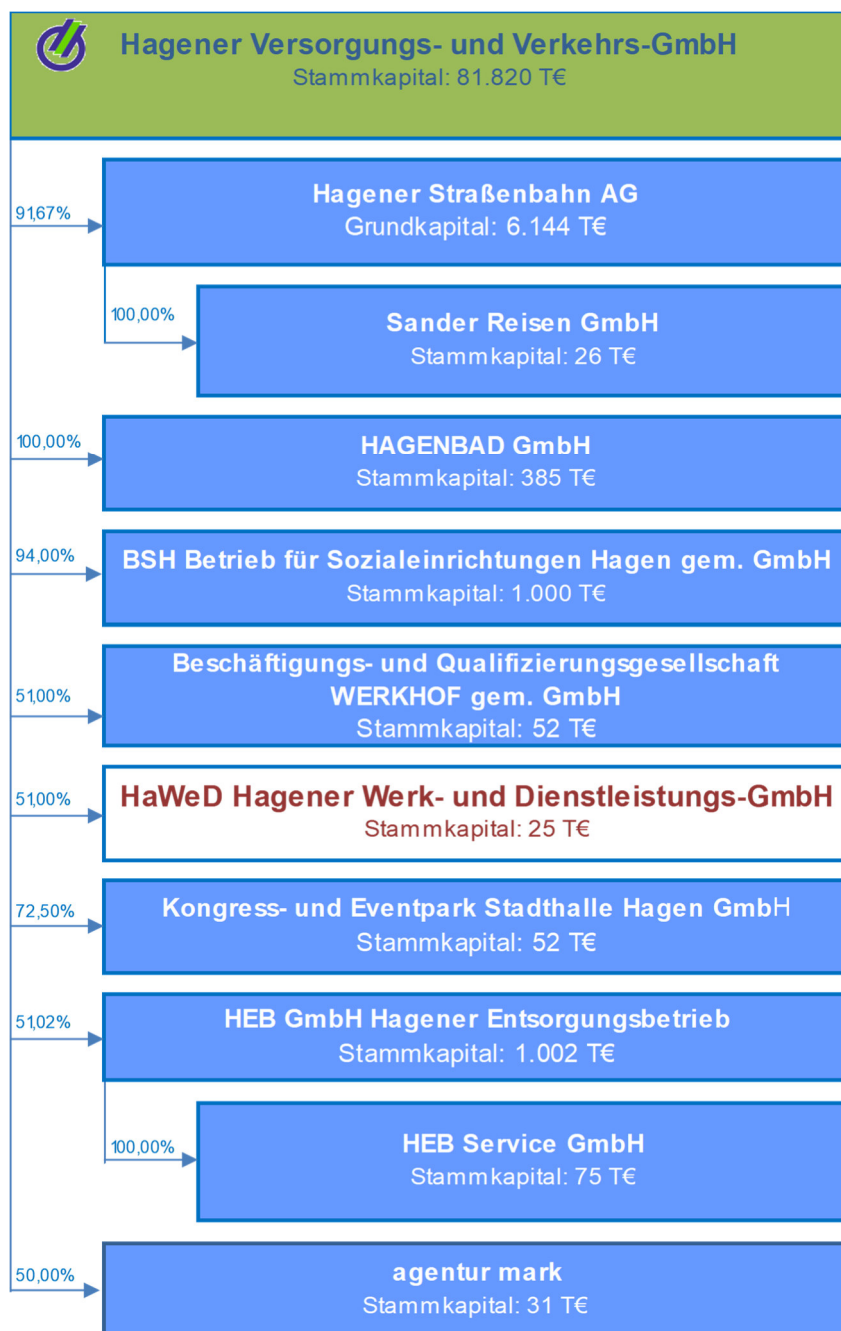 Hagener Versorgungs- und Verkehrs-GmbH
Stammkapital: 81.820 T€
91,67%
Hagener Straßenbahn AG
Grundkapital: 6.144 T€
100,00%
Sander Reisen GmbH
Stammkapital: 26 T€
100,00%
HAGENBAD GmbH
Stammkapital: 385 T€
94,00%
BSH Betrieb für Sozialeinrichtungen Hagen gem. GmbH
Stammkapital: 1.000 T€
51,00%
Beschäftigungs- und Qualifizierungsgesellschaft
WERKHOF gem. GmbH
Stammkapital: 52 T€
51,00%
HaWeD Hagener Werk- und Dienstleistungs-GmbH
Stammkapital: 25 T€
72,50%
Kongress- und Eventpark Stadthalle Hagen GmbH
Stammkapital: 52 T€
51,02%
HEB GmbH Hagener Entsorgungsbetrieb
Stammkapital: 1.002 T€
100,00%
HEB Service GmbH
Stammkapital: 75 T€
50,00%
agentur mark
Stammkapital: 31 T€